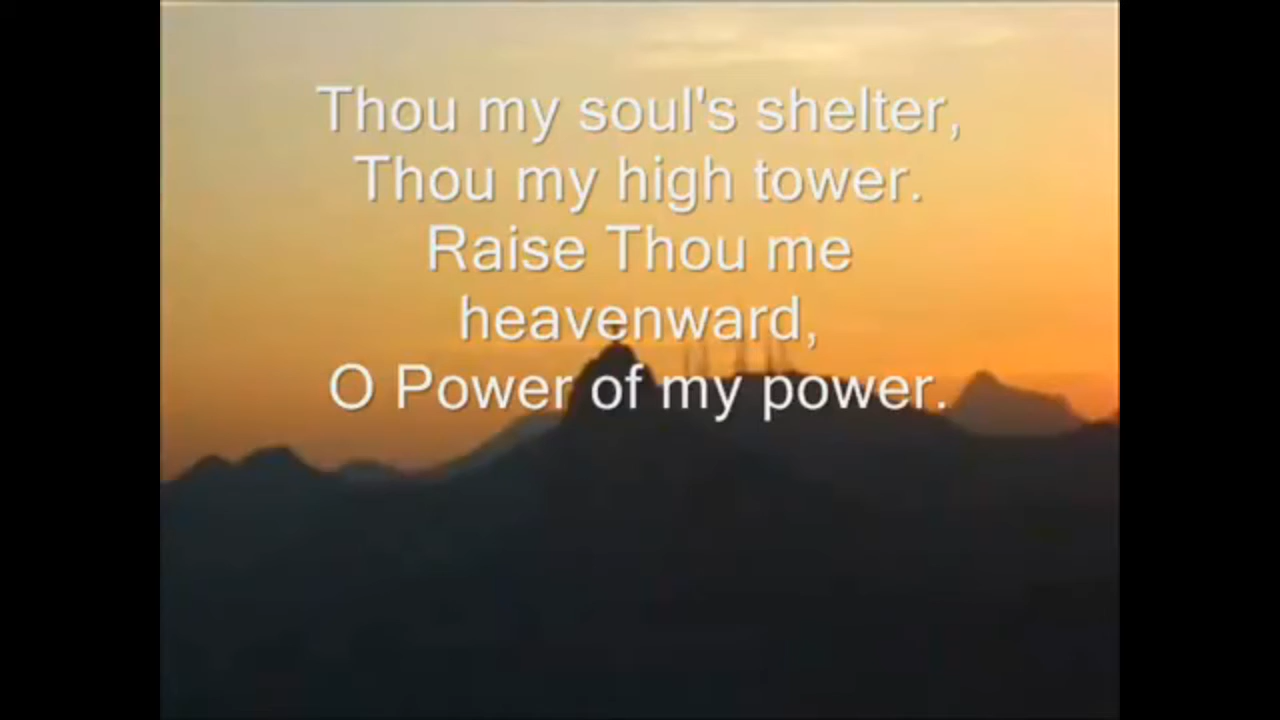 Thou my soul's shelter,
Thou my high tower.
Raise Thou me
heavenward,
O Power of my power.